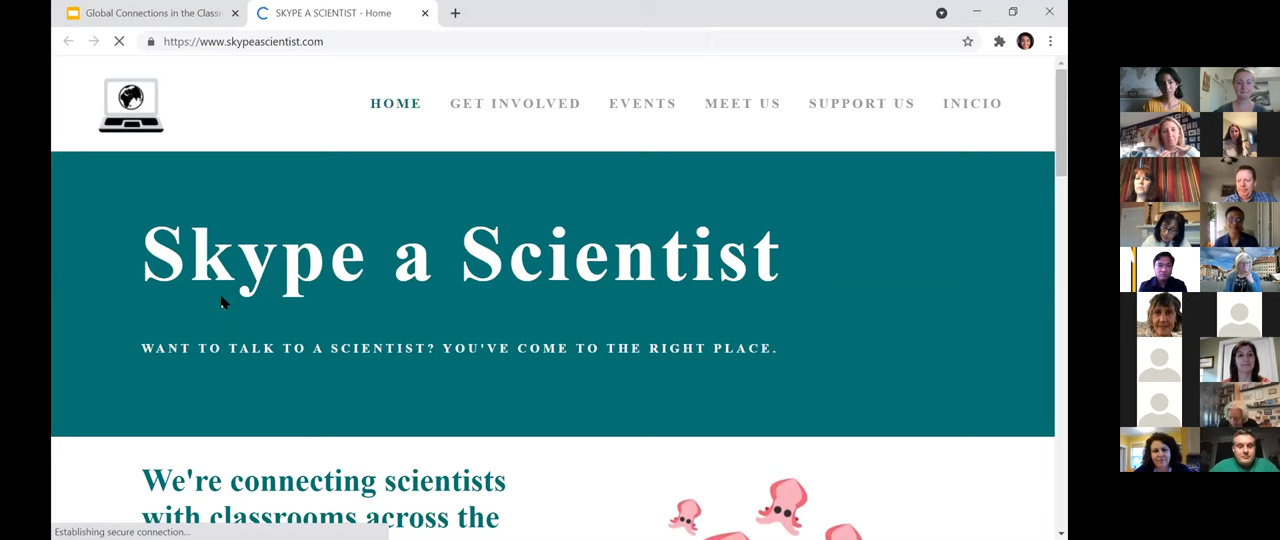 Global Connections in the Classr
SKYPE A SCIENTIST - Home
https://www.skypeascientist.com
HOME GET INVOLVED EVENTS MEET US SUPPORT US INICIO
Skype a Scientist
WANT TO TALK TO A SCIENTIST? YOU'VE COME TO THE RIGHT PLACE.
We're connecting scientists
with classrooms across the
Establishing secure connection...